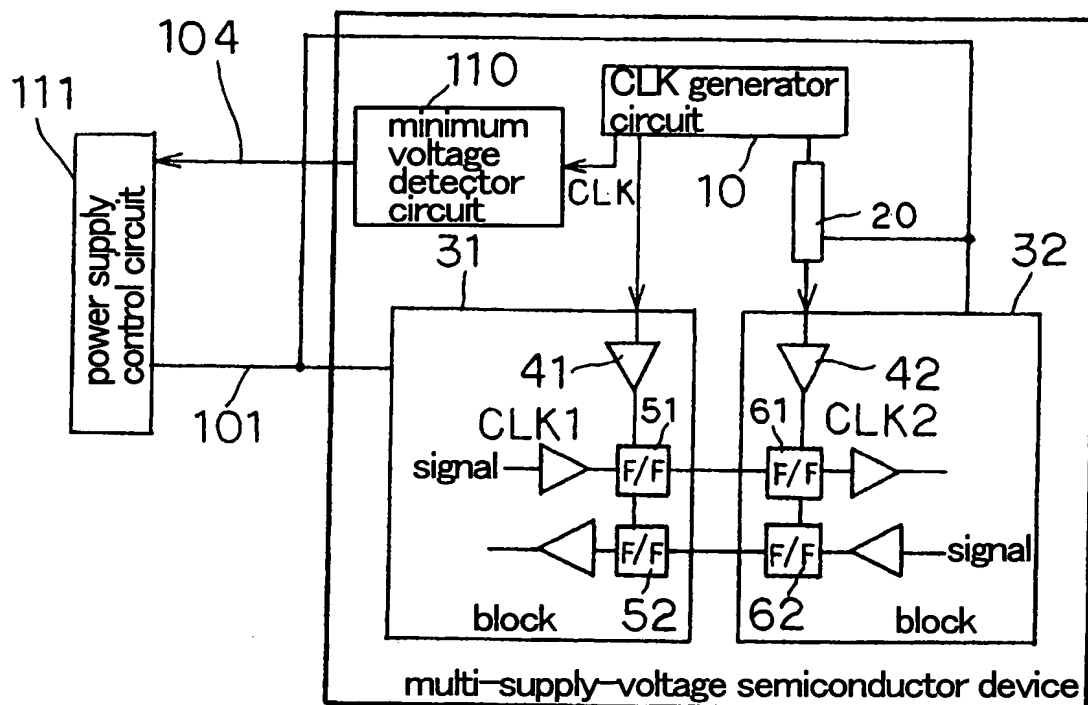 104
111
110
CLK generator
circuit
minimum
voltage
detector
circuit
CLK
10
20
31
32
power supply
control circuit
101
41
42
CLK1
51
61
CLK2
signal
F/F
F/F
F/F
F/F
signal
52
62
block
block
multi-supply-voltage semiconductor device